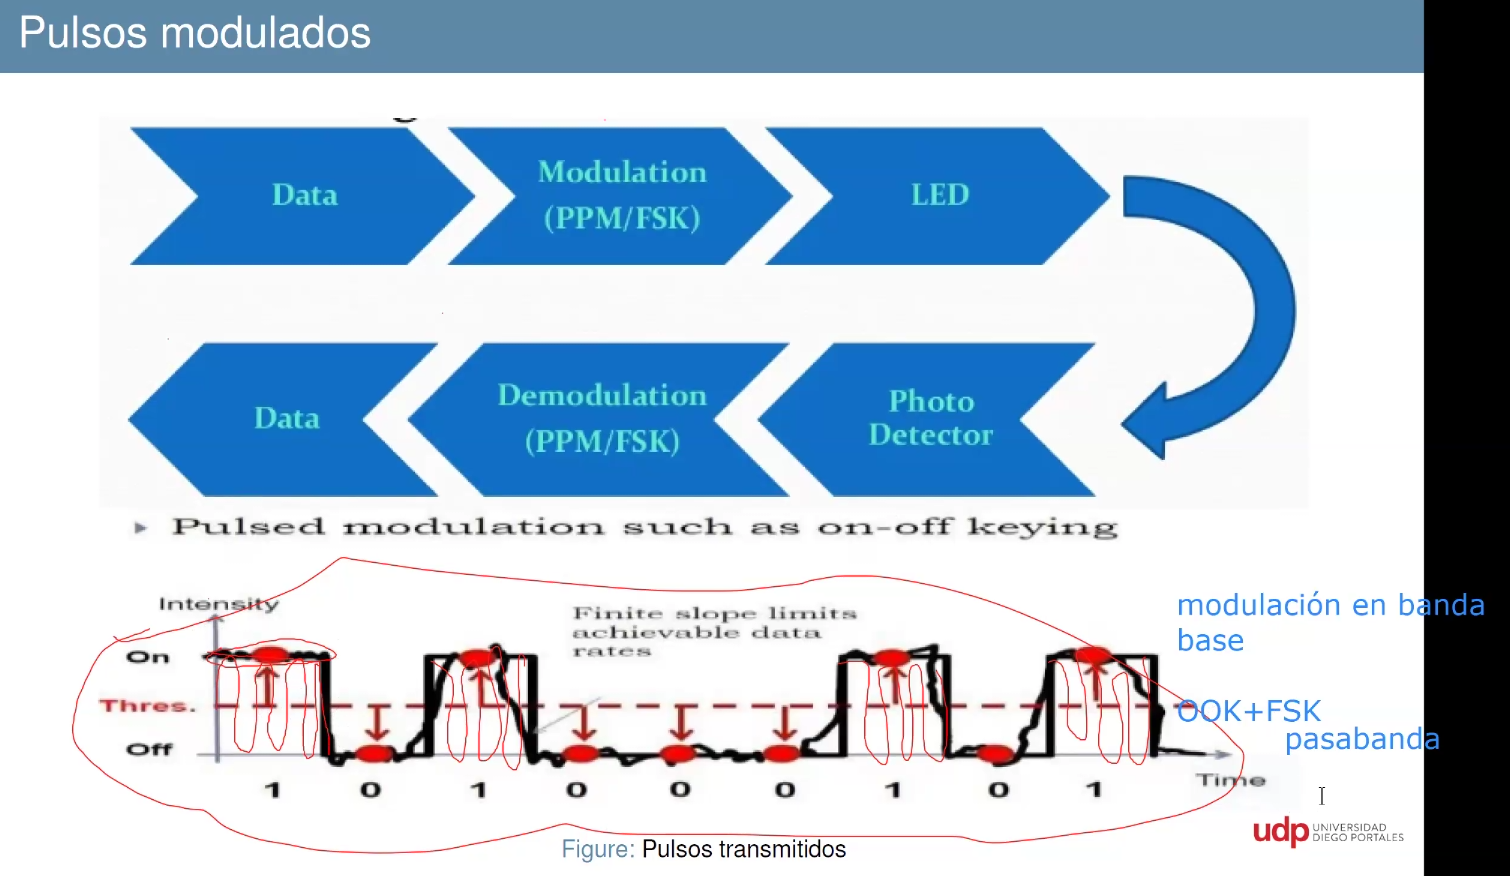 Pulsos modulados
Data
Modulation
(PPM/FSK)
LED
Data
Demodulation
(PPM/FSK)
Photo
Detector
Pulsed modulation such as on-off keying
Intensity
Finite slope limits
achievable data
rates
On
Thres.
Off
1 0 1 0 0 0 1 0 1
Time
modulación en banda
base
OOK+FSK
pasabanda
udp UNIVERSIDAD
DIEGO PORTALES
Figure: Pulsos transmitidos